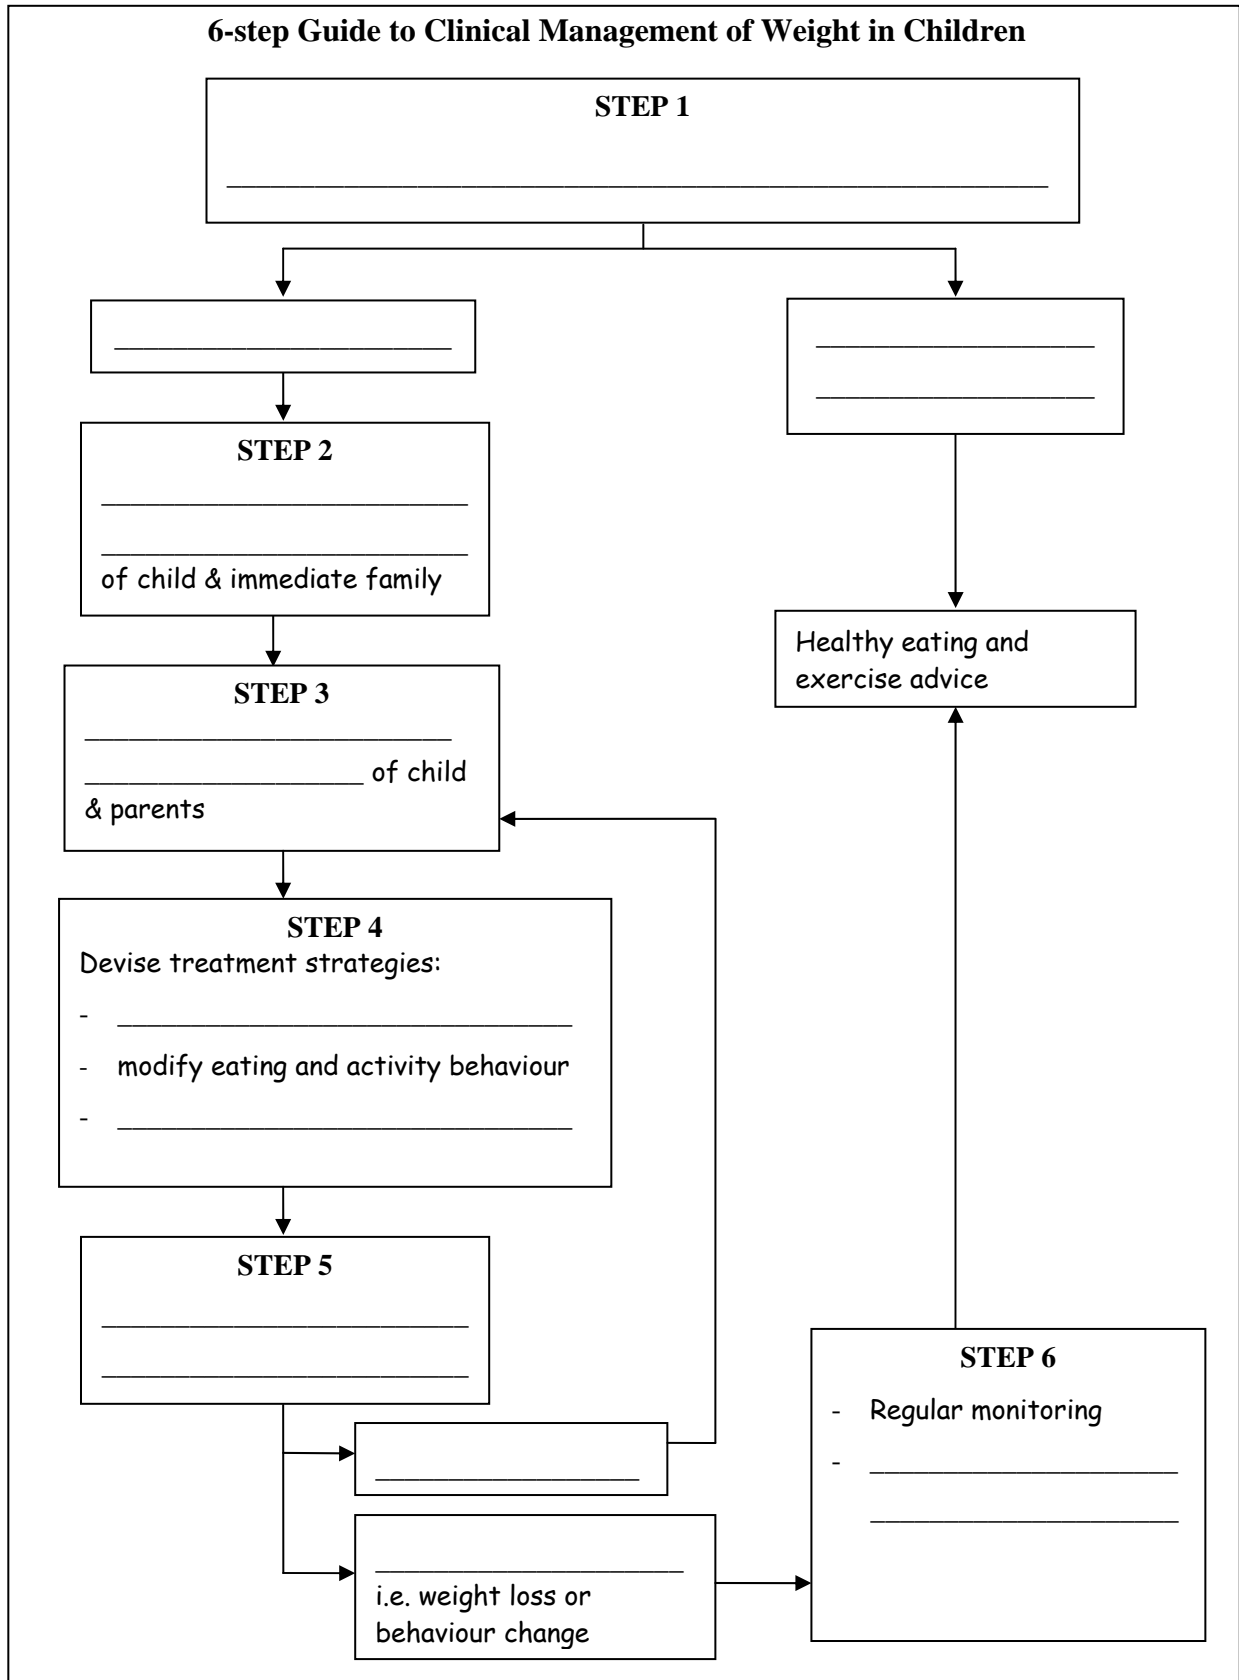 6-step Guide to Clinical Management of Weight in Children
STEP 1
STEP 2
of child & immediate family
Healthy eating and
exercise advice
STEP 3
of child
& parents
STEP 4
Devise treatment strategies:
-
- modify eating and activity behaviour
-
STEP 5
STEP 6
- Regular monitoring
-
i.e. weight loss or
behaviour change